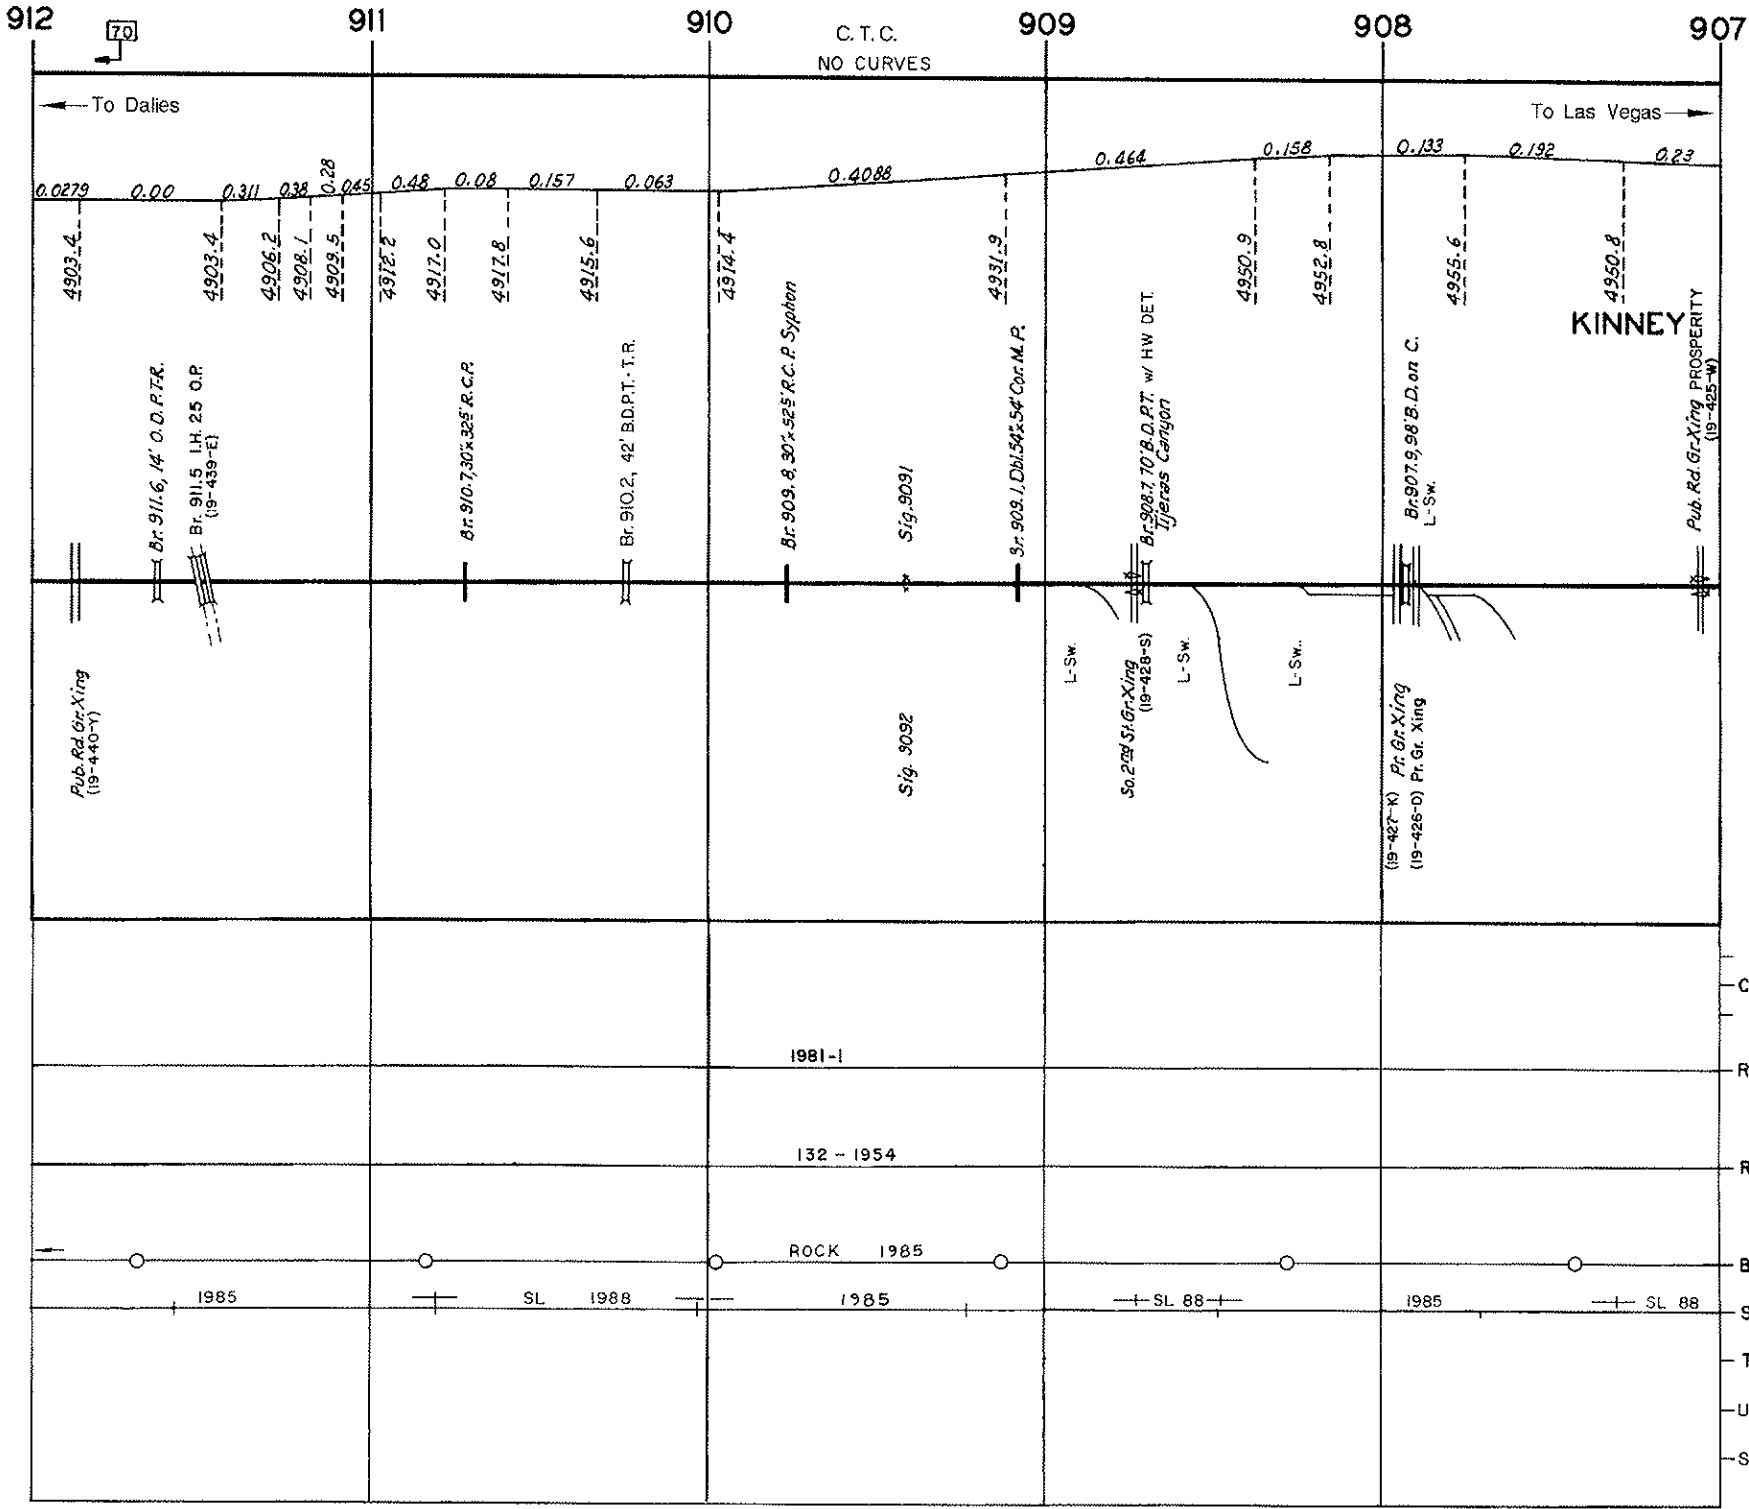 912
70
911
910
C. T. C.
909
908
907
NO CURVES
To Dalies
To Las Vegas
0.0279
0.00
0.311
0.38
0.28
0.45
0.48
0.08
0.157
0.063
0.4088
0.464
0.158
0.133
0.192
0.23
4903.4
4903.4
4906.2
4908.1
4909.5
4912.2
4917.0
4917.8
4915.6
4914.4
4931.9
4950.9
4952.8
4955.6
4950.8
KINNEY
Br. 911.6, 14' O.D.P.T.R.
Br. 911.5 I.H. 25 O.P.
(19-439-E)
Br. 910.7, 30"x32⁵' R.C.P.
Br. 910.2, 42' B.D.P.T.-T.R.
Br. 909.8, 30"x52⁵' R.C.P. Syphon
Sig. 9091
Br. 909.1, Dbl. 54"x54' Cor. M.P.
Br. 908.7, 70' B.D.P.T. w/ HW DET.
Tijeras Canyon
Br. 907.9, 98' B.D. on C.
L-Sw.
Pub. Rd. Gr. Xing PROSPERITY
(19-425-W)
Pub. Rd. Gr. Xing
(19-440-Y)
Sig. 9092
L-Sw.
So. 2nd St. Gr. Xing
(19-428-S)
L-Sw.
L-Sw.
(19-427-K) Pr. Gr. Xing
(19-426-D) Pr. Gr. Xing
C
1981-1
R
132 - 1954
R
ROCK 1985
B
1985
SL 1988
1985
SL 88
1985
SL 88
S
T
U
S